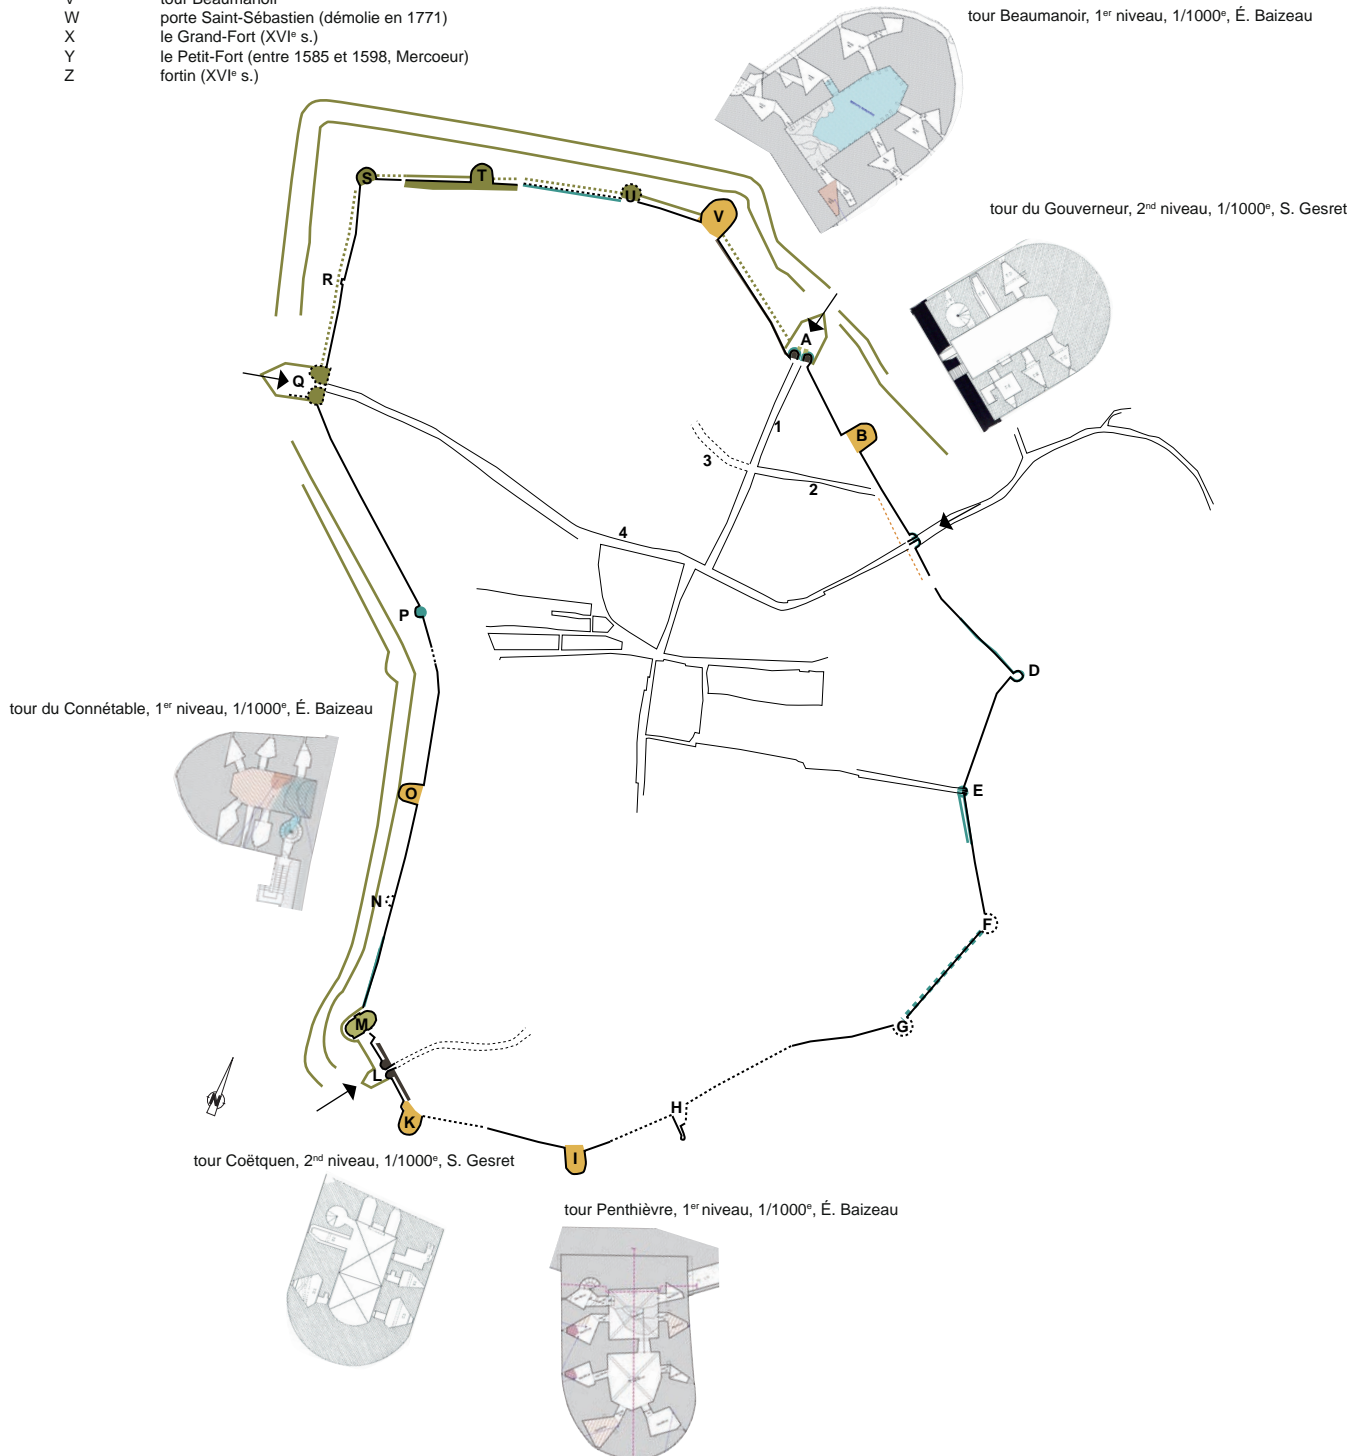 V tour Beaumanoir
W porte Saint-Sébastien (démolie en 1771)
X le Grand-Fort (XVIᵉ s.)
Y le Petit-Fort (entre 1585 et 1598, Mercoeur)
Z fortin (XVIᵉ s.)
tour Beaumanoir, 1ᵉʳ niveau, 1/1000ᵉ, É. Baizeau
tour du Gouverneur, 2ⁿᵈ niveau, 1/1000ᵉ, S. Gesret
S
T
U
V
R
A
Q
1
B
3
2
4
P
D
tour du Connétable, 1ᵉʳ niveau, 1/1000ᵉ, É. Baizeau
O
E
N
F
M
G
L
N
H
K
I
tour Coëtquen, 2ⁿᵈ niveau, 1/1000ᵉ, S. Gesret
tour Penthièvre, 1ᵉʳ niveau, 1/1000ᵉ, É. Baizeau